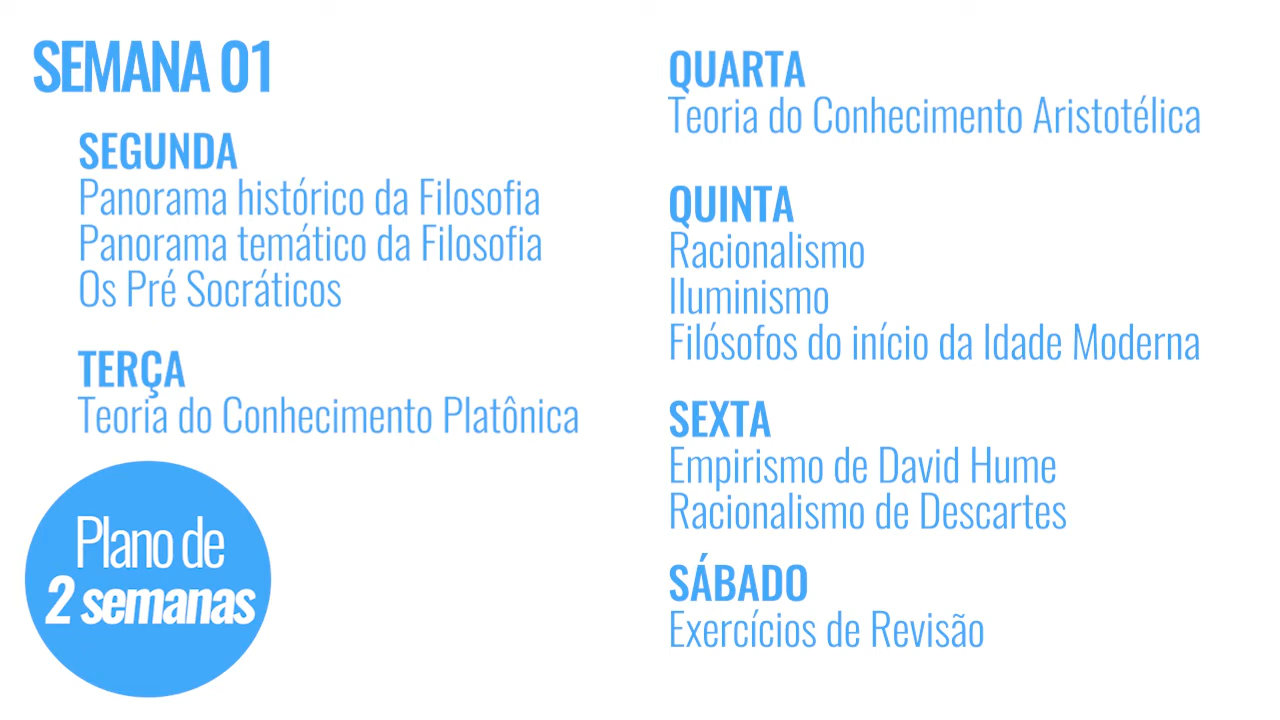 SEMANA 01
SEGUNDA
Panorama histórico da Filosofia
Panorama temático da Filosofia
Os Pré Socráticos
TERÇA
Teoria do Conhecimento Platônica
Plano de
2 semanas
QUARTA
Teoria do Conhecimento Aristotélica
QUINTA
Racionalismo
Iluminismo
Filósofos do início da Idade Moderna
SEXTA
Empirismo de David Hume
Racionalismo de Descartes
SÁBADO
Exercícios de Revisão